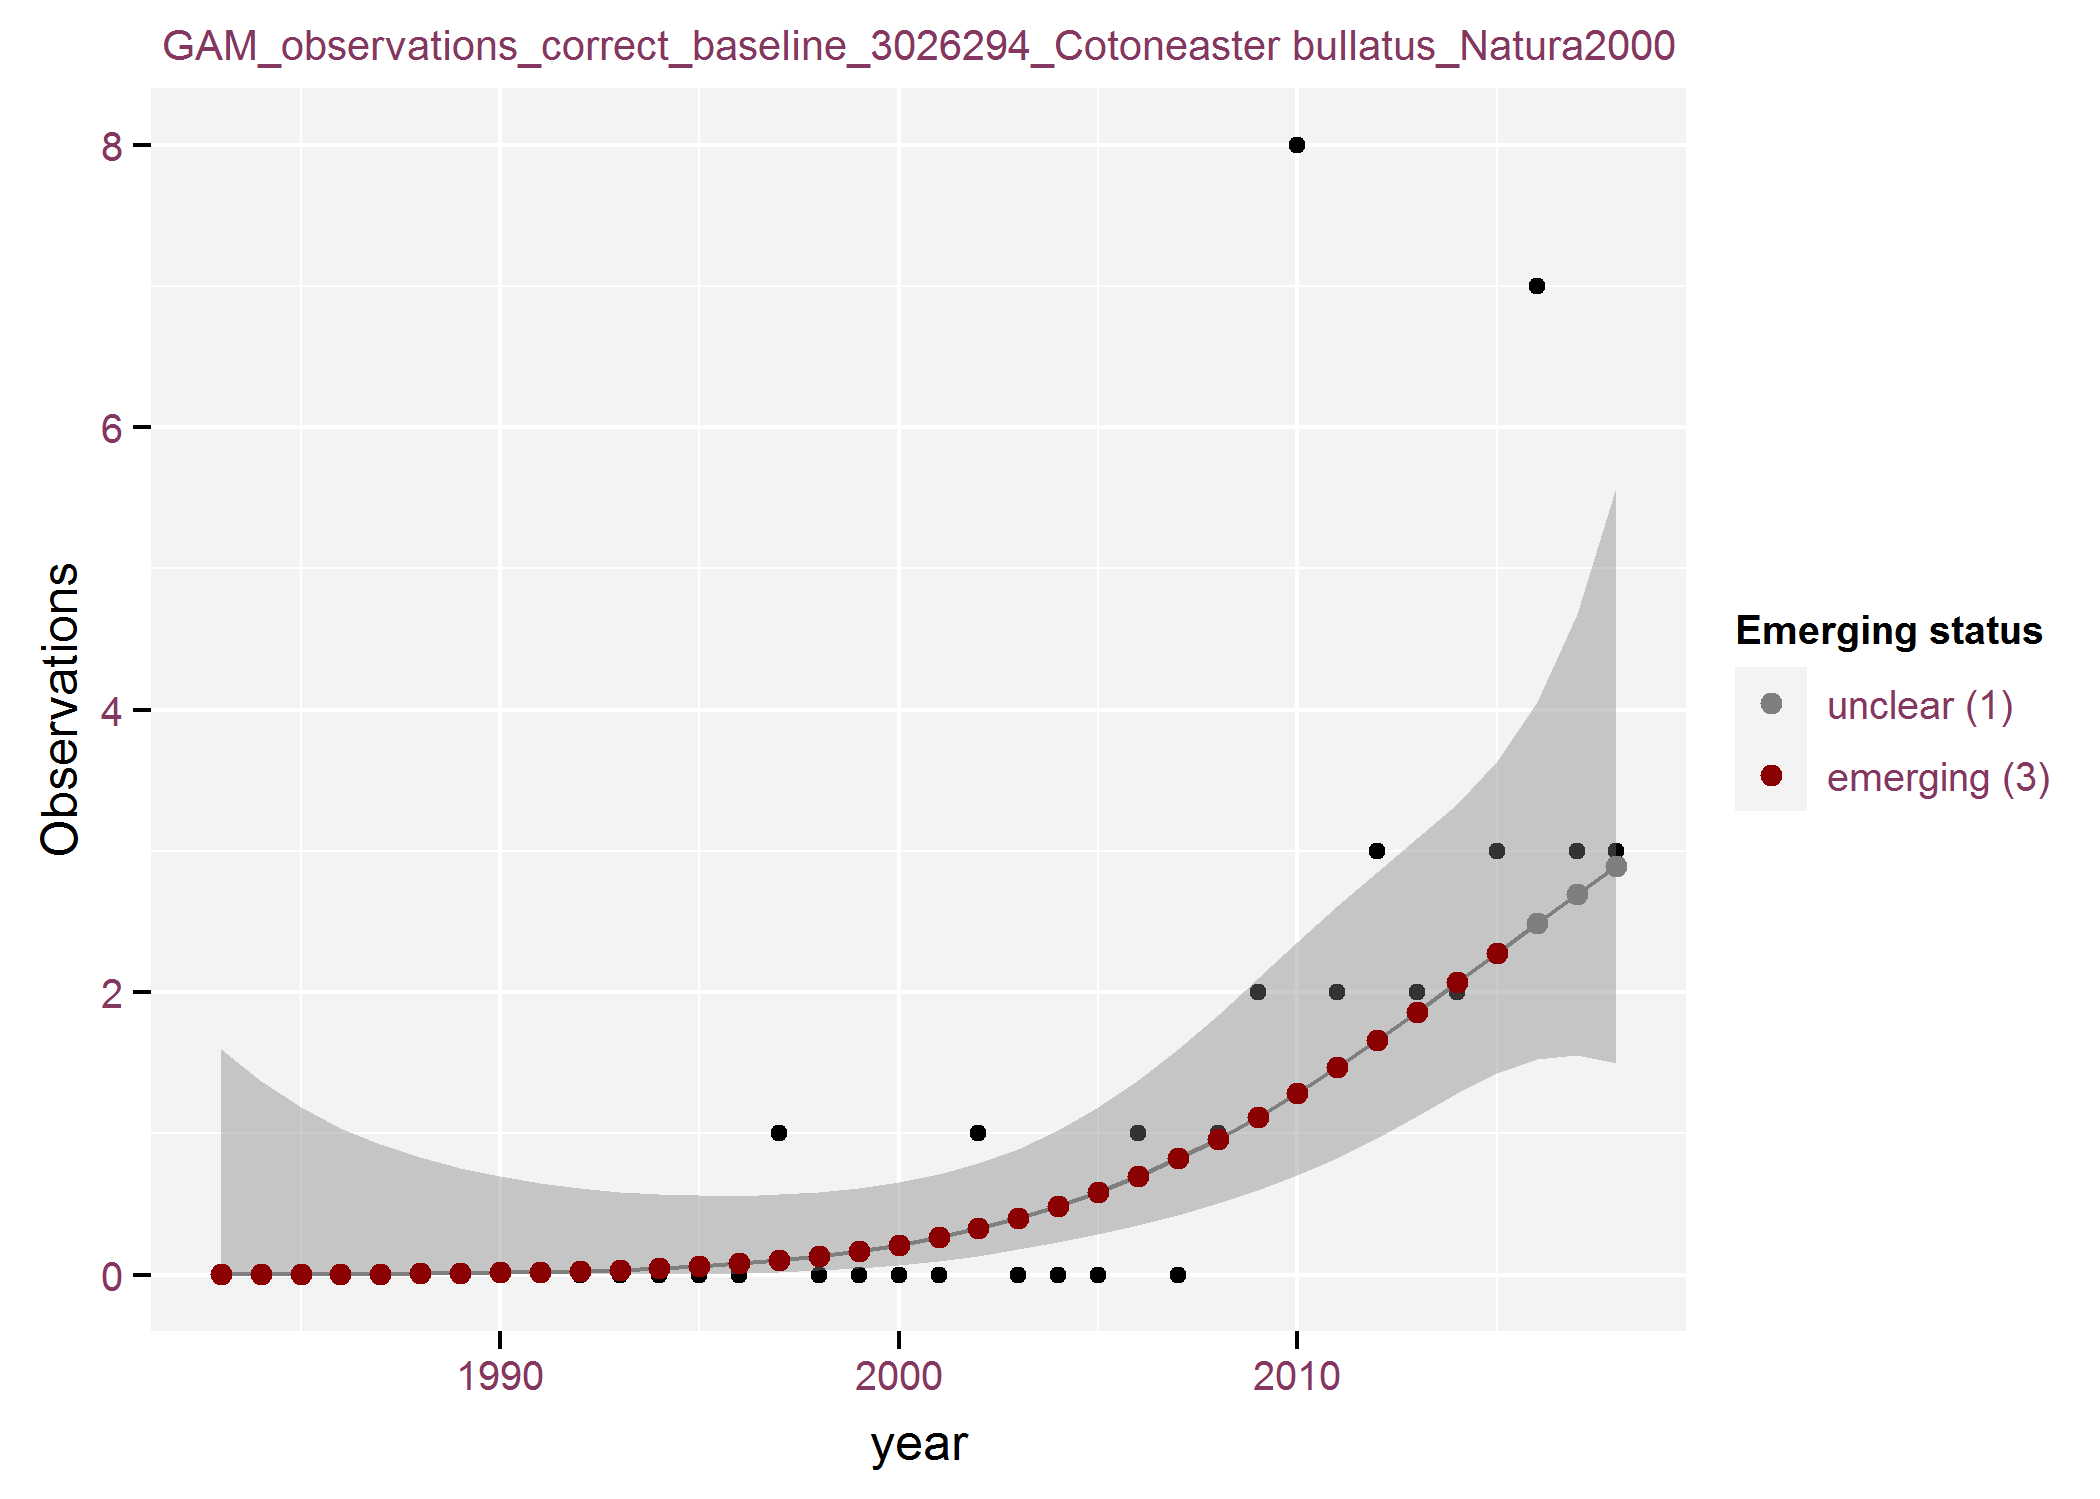 GAM_observations_correct_baseline_3026294_Cotoneaster bullatus_Natura2000
8
6
4
2
0
Observations
1990
2000
2010
year
Emerging status
unclear (1)
emerging (3)